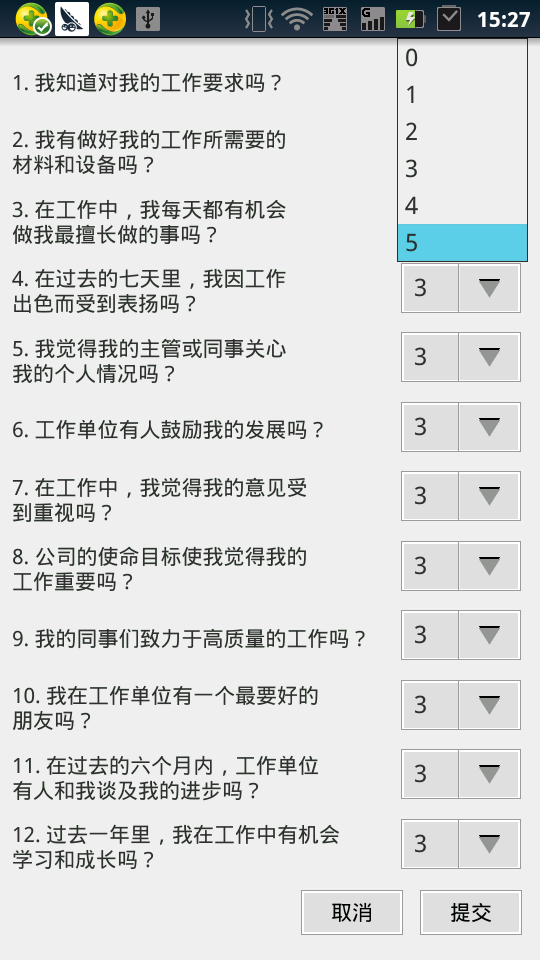 15:27
1. 我知道对我的工作要求吗？
0
1
2
3
4
5
2. 我有做好我的工作所需要的
材料和设备吗？
3. 在工作中，我每天都有机会
做我最擅长做的事吗？
4. 在过去的七天里，我因工作
出色而受到表扬吗？
3
5. 我觉得我的主管或同事关心
我的个人情况吗？
3
6. 工作单位有人鼓励我的发展吗？
3
7. 在工作中，我觉得我的意见受
到重视吗？
3
8. 公司的使命目标使我觉得我的
工作重要吗？
3
9. 我的同事们致力于高质量的工作吗？
3
10. 我在工作单位有一个最要好的
朋友吗？
3
11. 在过去的六个月内，工作单位
有人和我谈及我的进步吗？
3
12. 过去一年里，我在工作中有机会
学习和成长吗？
3
取消
提交